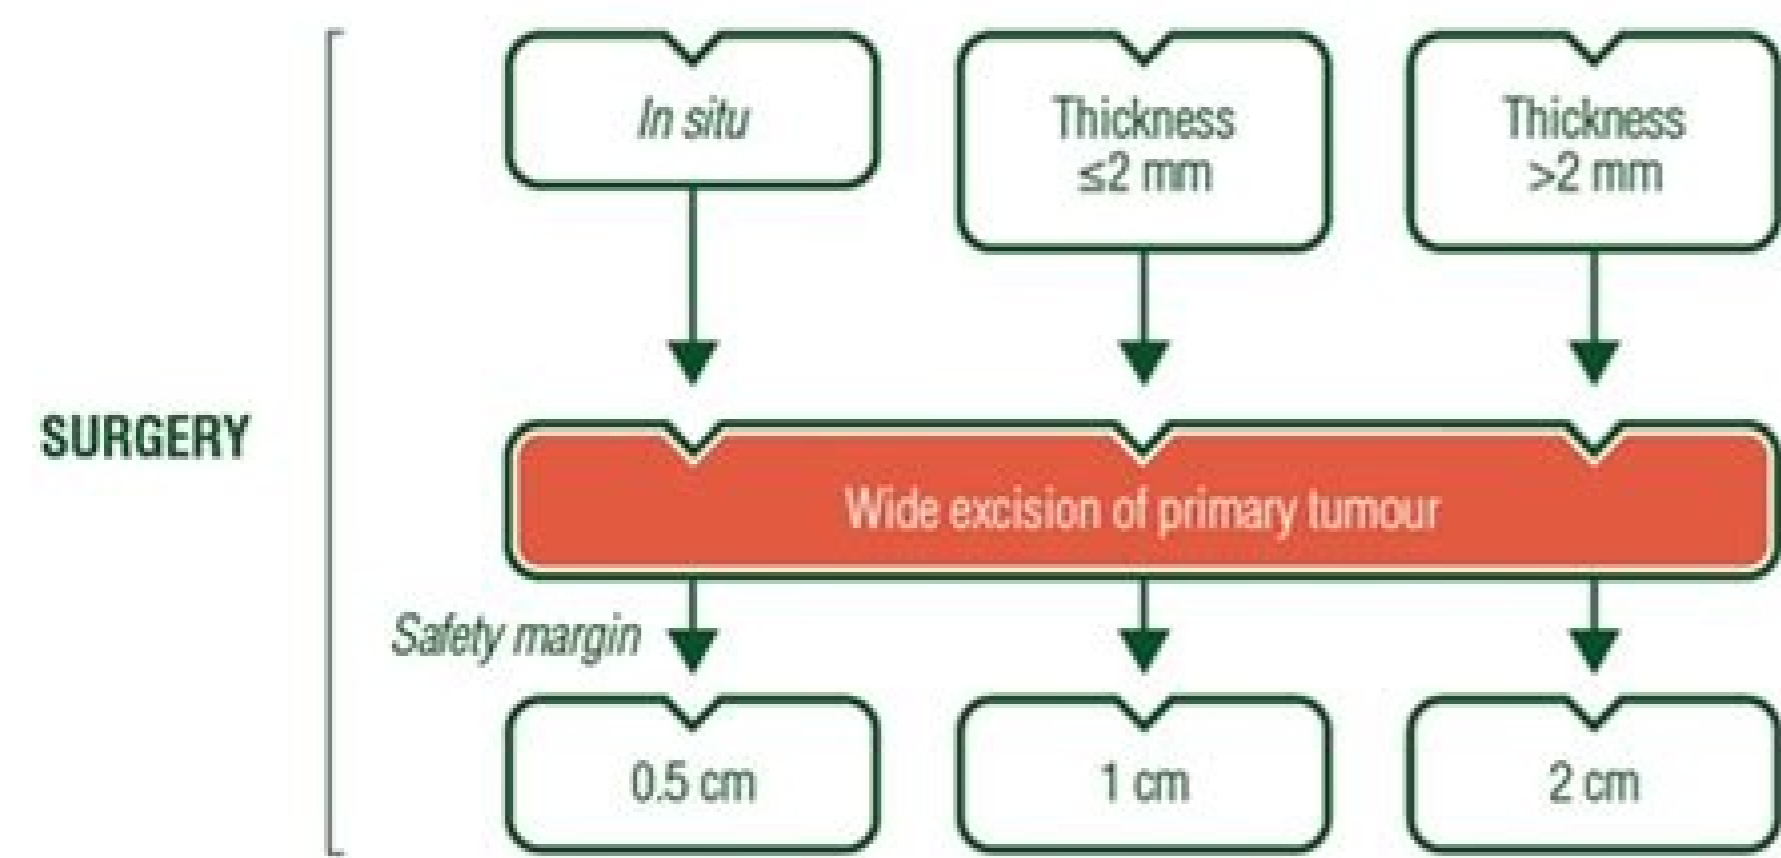 In situ
Thickness
≤2 mm
Thickness
>2 mm
SURGERY
Wide excision of primary tumour
Safety margin
0.5 cm
1 cm
2 cm